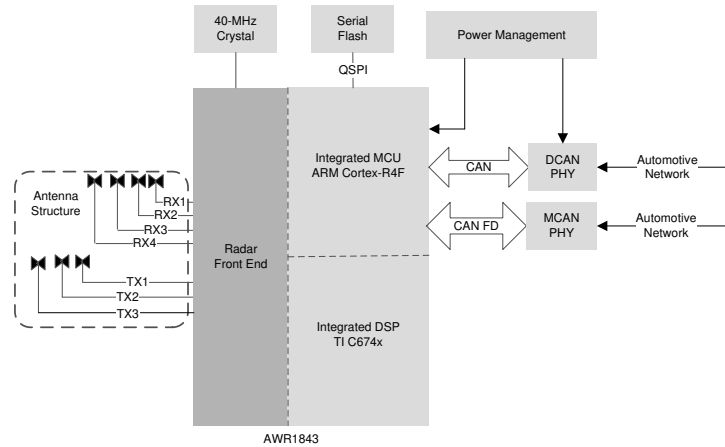 40-MHz
Crystal
Serial
Flash
Power Management
QSPI
Integrated MCU
ARM Cortex-R4F
CAN
DCAN
PHY
Automotive
Network
Antenna
Structure
RX1
RX2
RX3
RX4
CAN FD
MCAN
PHY
Automotive
Network
Radar
Front End
TX1
TX2
TX3
Integrated DSP
TI C674x
AWR1843